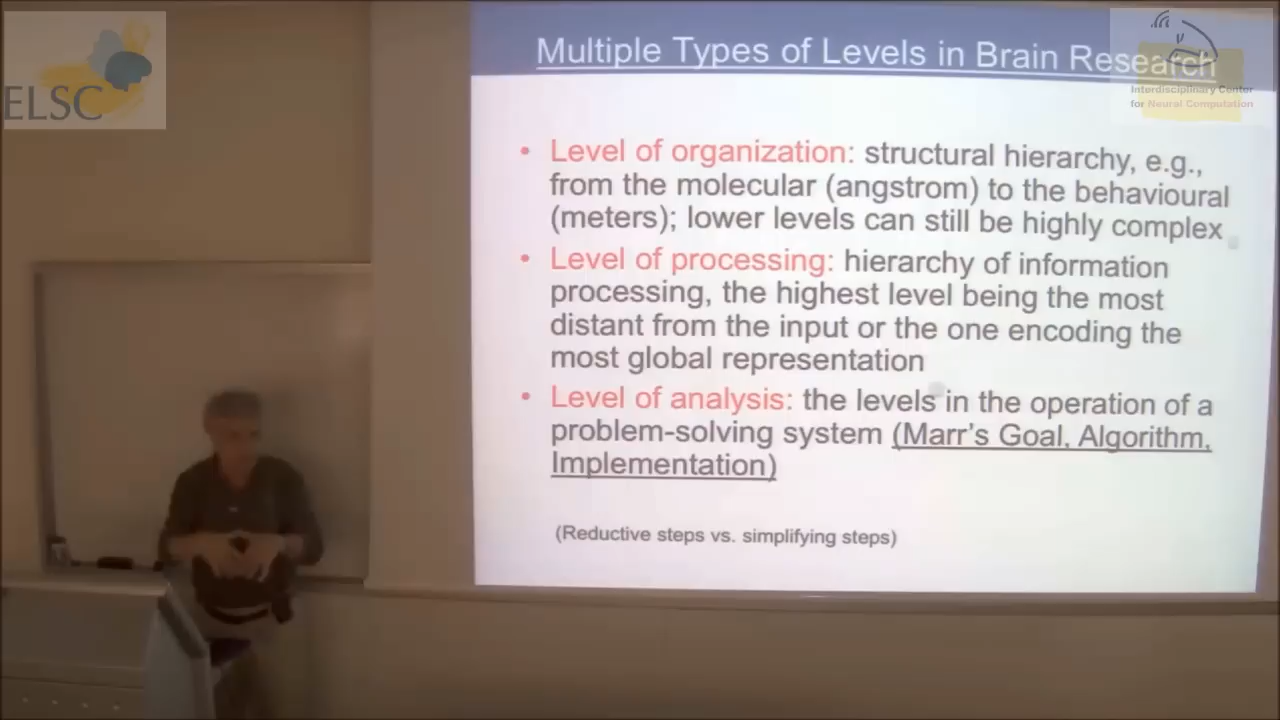 ELSC
Multiple Types of Levels in Brain Research
Interdisciplinary Center
for Neural Computation
• Level of organization: structural hierarchy, e.g.,
from the molecular (angstrom) to the behavioural
(meters); lower levels can still be highly complex
• Level of processing: hierarchy of information
processing, the highest level being the most
distant from the input or the one encoding the
most global representation
• Level of analysis: the levels in the operation of a
problem-solving system (Marr's Goal, Algorithm,
Implementation)
(Reductive steps vs. simplifying steps)